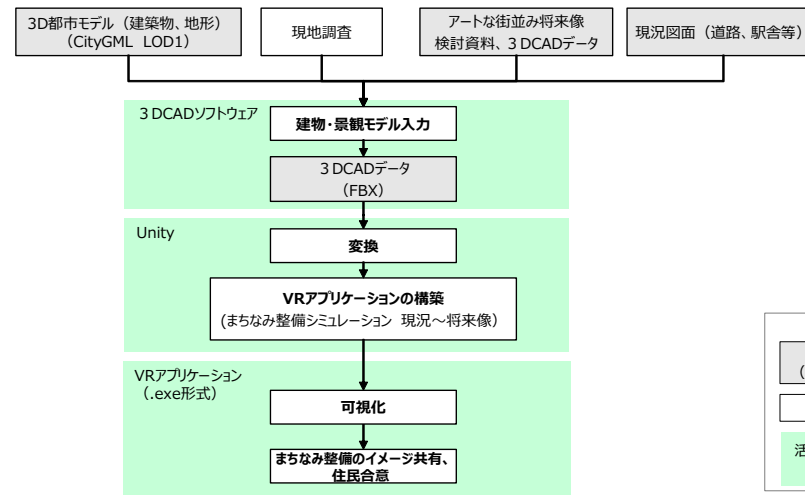 3D都市モデル（建築物、地形）
（CityGML LOD1）
現地調査
アートな街並み将来像
検討資料、３DCADデータ
現況図面（道路、駅舎等）
３DCADソフトウェア
建物・景観モデル入力
３DCADデータ
（FBX）
Unity
変換
VRアプリケーションの構築
(まちなみ整備シミュレーション 現況～将来像）
VRアプリケーション
（.exe形式）
可視化
まちなみ整備のイメージ共有、
住民合意
（
活